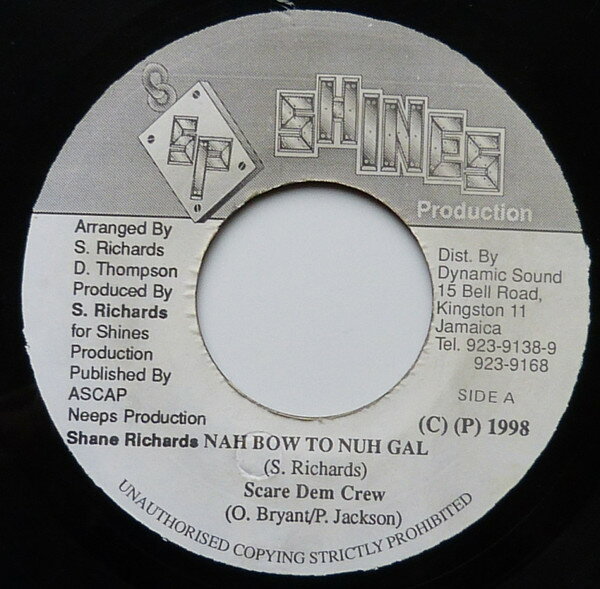 S
SP
SHINES
Production
Arranged By
S. Richards
D. Thompson
Produced By
S. Richards
for Shines
Production
Published By
ASCAP
Neeps Production
Dist. By
Dynamic Sound
15 Bell Road,
Kingston 11
Jamaica
Tel. 923-9138-9
923-9168
SIDE A
(C) (P) 1998
Shane Richards NAH BOW TO NUH GAL
(S. Richards)
Scare Dem Crew
(O. Bryant/P. Jackson)
UNAUTHORISED COPYING STRICTLY PROHIBITED